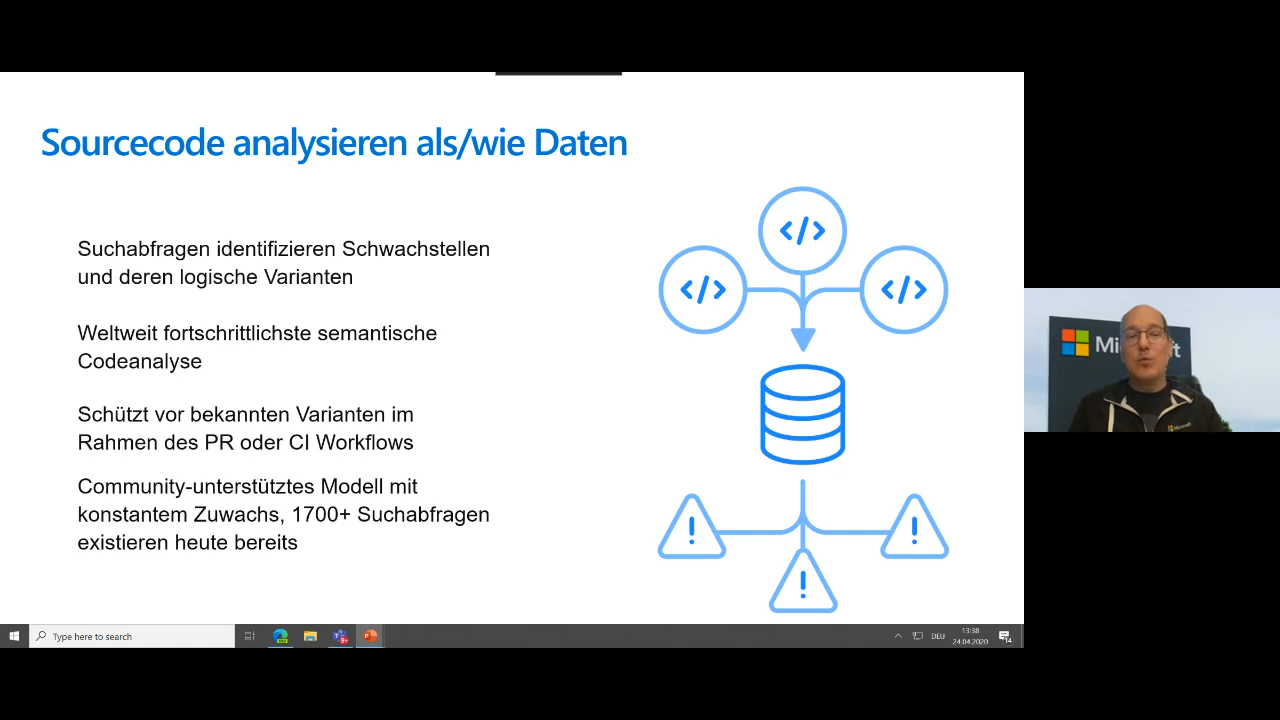 Sourcecode analysieren als/wie Daten
Suchabfragen identifizieren Schwachstellen
und deren logische Varianten
Weltweit fortschrittlichste semantische
Codeanalyse
Schützt vor bekannten Varianten im
Rahmen des PR oder CI Workflows
Community-unterstütztes Modell mit
konstantem Zuwachs, 1700+ Suchabfragen
existieren heute bereits
</>
</>
</>
Type here to search
DEU
13:38
24.04.2020
14
9+